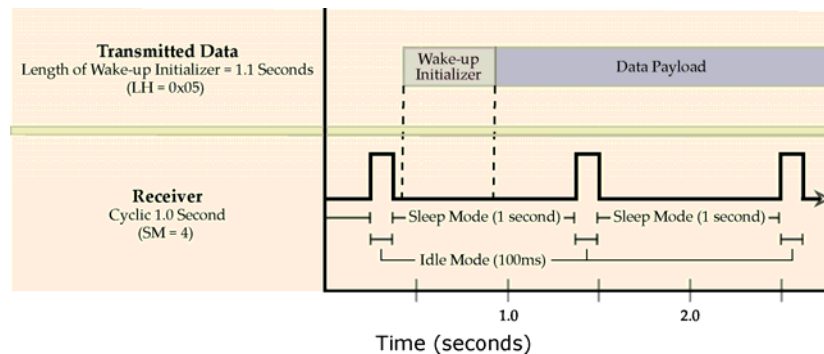 Transmitted Data
Length of Wake-up Initializer = 1.1 Seconds
(LH = 0x05)
Wake-up
Initializer
Data Payload
Receiver
Cyclic 1.0 Second
(SM = 4)
Sleep Mode (1 second)
Sleep Mode (1 second)
Idle Mode (100ms)
1.0
2.0
Time (seconds)